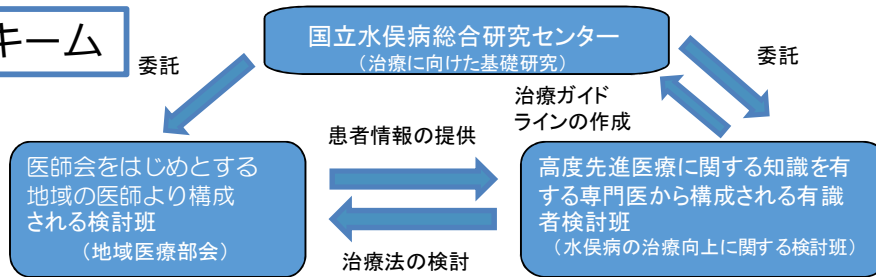 キーム
国立水俣病総合研究センター
（治療に向けた基礎研究）
委託
委託
治療ガイド
ラインの作成
患者情報の提供
医師会をはじめとする
地域の医師より構成
される検討班
（地域医療部会）
高度先進医療に関する知識を有
する専門医から構成される有識
者検討班
（水俣病の治療向上に関する検討班）
治療法の検討